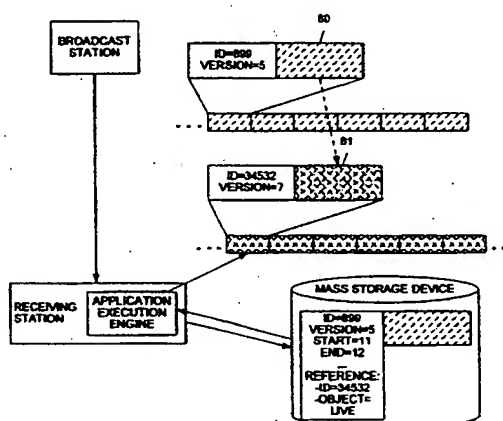 BROADCAST
STATION
80
ID=899
VERSION=5
81
ID=34532
VERSION=7
RECEIVING
STATION
APPLICATION
EXECUTION
ENGINE
MASS STORAGE DEVICE
ID=899
VERSION=5
START=11
END=12
REFERENCE:
-ID=34532
-OBJECT=
LIVE